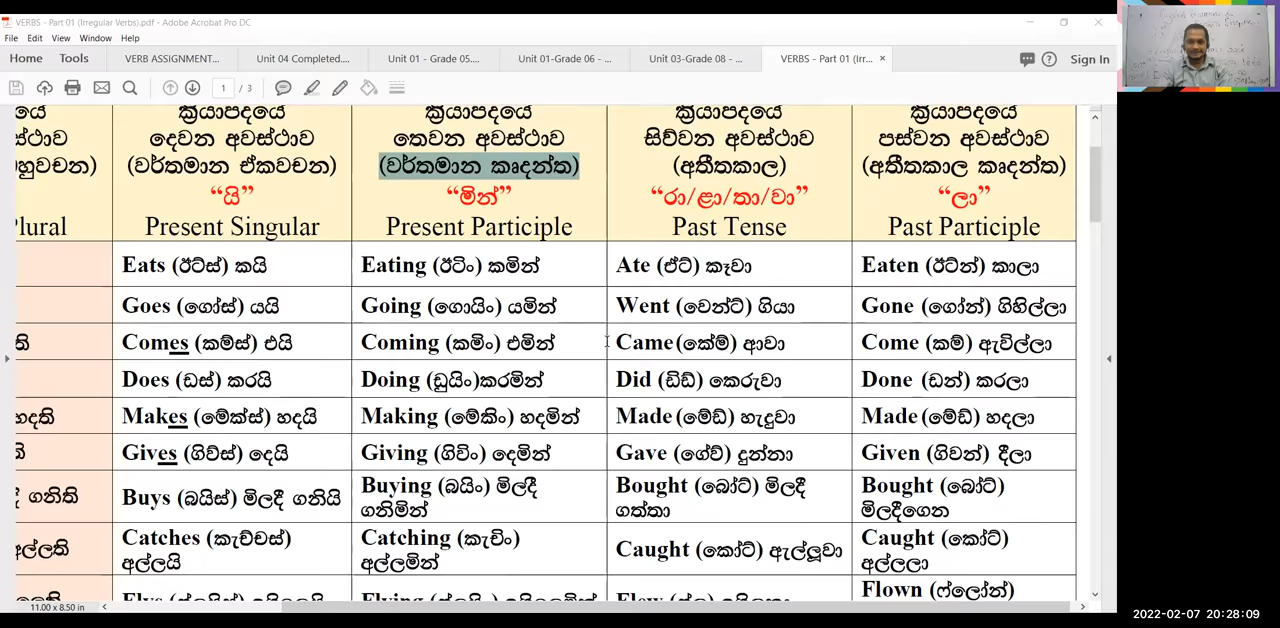 VERBS - Part 01 (Irregular Verbs).pdf - Adobe Acrobat Pro DC
File Edit View Window Help
Home Tools VERB ASSIGNMENT... Unit 04 Completed.... Unit 01 - Grade 05.... Unit 01-Grade 06 - ... Unit 03-Grade 08 - ... VERBS - Part 01 (Irr... × Sign In
1 / 3
යේ ක්‍රියාපදයේ ක්‍රියාපදයේ ක්‍රියාපදයේ ක්‍රියාපදයේ
ස්ථාව දෙවන අවස්ථාව තෙවන අවස්ථාව සිව්වන අවස්ථාව පස්වන අවස්ථාව
හුවචන) (වර්තමාන ඒකවචන) (වර්තමාන කෘදන්ත) (අතීතකාල) (අතීතකාල කෘදන්ත)
“යි” “මින්” “රා/ළා/තා/වා” “ලා”
Plural Present Singular Present Participle Past Tense Past Participle
Eats (ඊට්ස්) කයි Eating (ඊටිං) කමින් Ate (ඒට්) කෑවා Eaten (ඊට්න්) කාලා
Goes (ගෝස්) යයි Going (ගොයිං) යමින් Went (වෙන්ට්) ගියා Gone (ගෝන්) ගිහිල්ලා
ති Comes (කම්ස්) එයි Coming (කමිං) එමින් Came (කේම්) ආවා Come (කම්) ඇවිල්ලා
Does (ඩස්) කරයි Doing (ඩුයිං)කරමින් Did (ඩිඩ්) කෙරුවා Done (ඩන්) කරලා
හදති Makes (මේක්ස්) හදයි Making (මේකිං) හදමින් Made (මේඩ්) හැදුවා Made (මේඩ්) හදලා
Gives (ගිව්ස්) දෙයි Giving (ගිවිං) දෙමින් Gave (ගේව්) දුන්නා Given (ගිවන්) දීලා
දී ගනිති Buys (බයිස්) මිලදී ගනියි Buying (බයිං) මිලදී ගනිමින් Bought (බෝට්) මිලදී ගත්තා Bought (බෝට්) මිලදීගෙන
අල්ලති Catches (කැච්චස්) අල්ලයි Catching (කැචිං) අල්ලමින් Caught (කෝට්) ඇල්ලුවා Caught (කෝට්) අල්ලලා
Flown (ෆ්ලෝන්)
11.00 x 8.50 in
2022-02-07 20:28:09